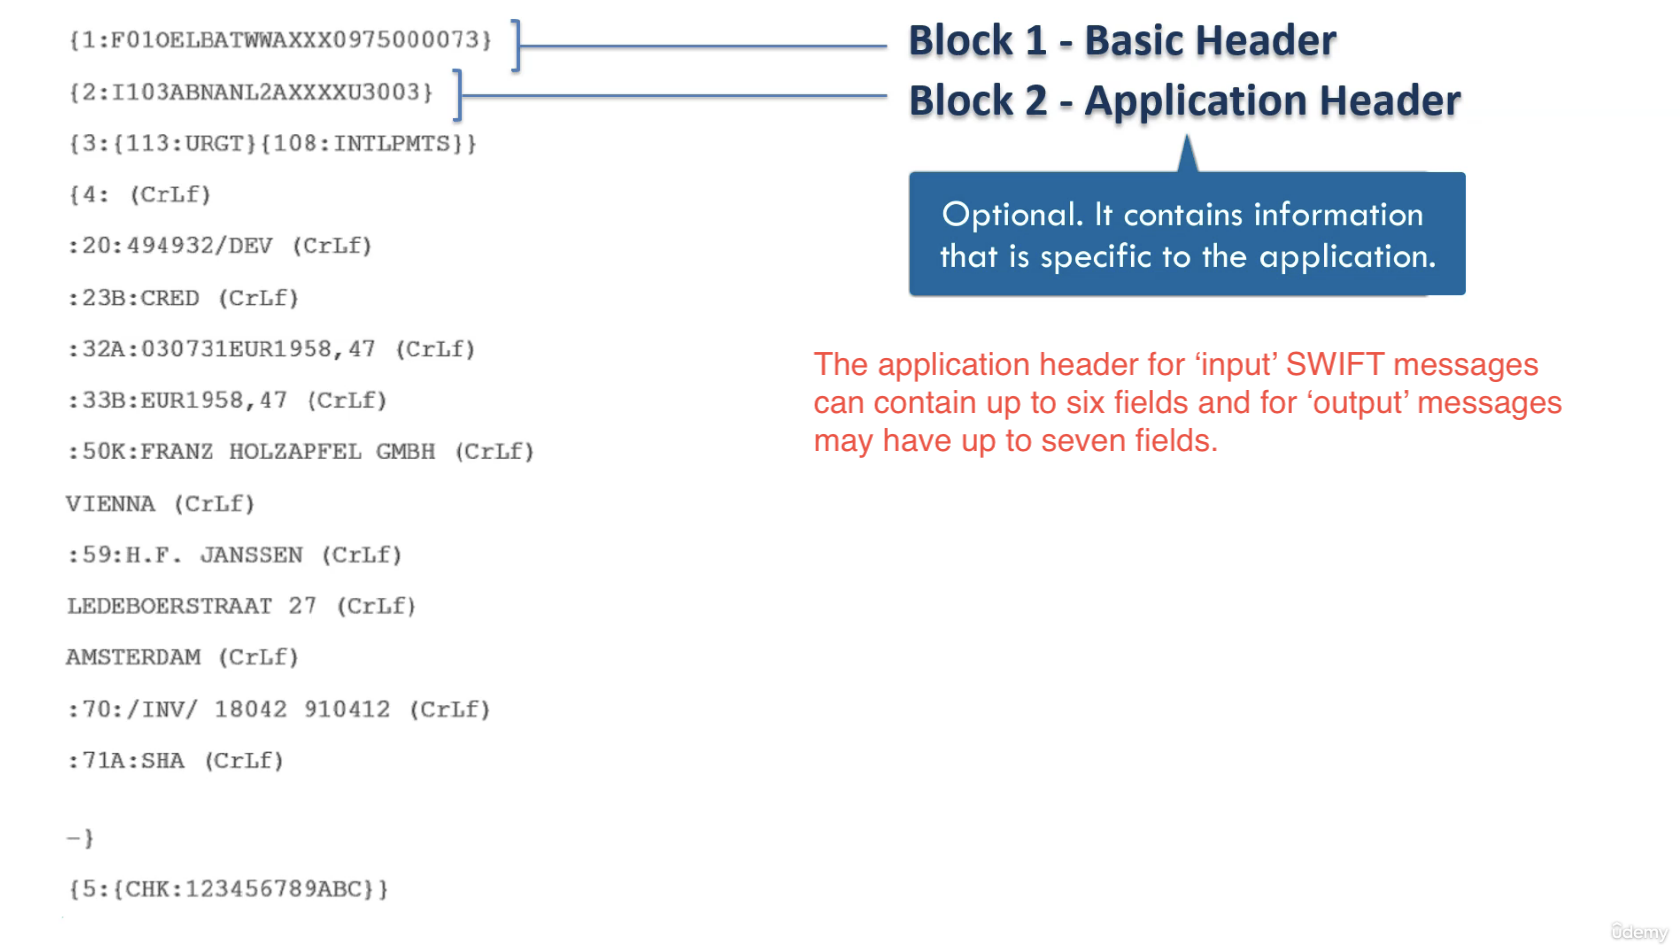 {1:F01OELBATWWAXXX0975000073}
{2:I103ABNANL2AXXXXU3003}
{3:{113:URGT}{108:INTLPMTS}}
{4: (CrLf)
:20:494932/DEV (CrLf)
:23B:CRED (CrLf)
:32A:030731EUR1958,47 (CrLf)
:33B:EUR1958,47 (CrLf)
:50K:FRANZ HOLZAPFEL GMBH (CrLf)
VIENNA (CrLf)
:59:H.F. JANSSEN (CrLf)
LEDEBOERSTRAAT 27 (CrLf)
AMSTERDAM (CrLf)
:70:/INV/ 18042 910412 (CrLf)
:71A:SHA (CrLf)
–}
{5:{CHK:123456789ABC}}
Block 1 - Basic Header
Block 2 - Application Header
Optional. It contains information
that is specific to the application.
The application header for ‘input’ SWIFT messages
can contain up to six fields and for ‘output’ messages
may have up to seven fields.
ûdemy